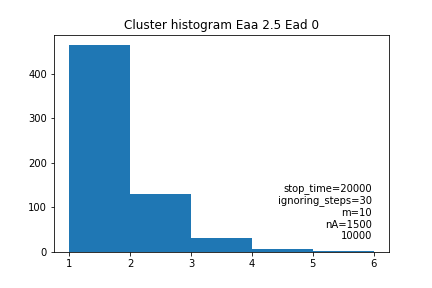 Cluster histogram Eaa 2.5 Ead 0
400
300
200
100
0
stop_time=20000
ignoring_steps=30
m=10
nA=1500
10000
1 2 3 4 5 6